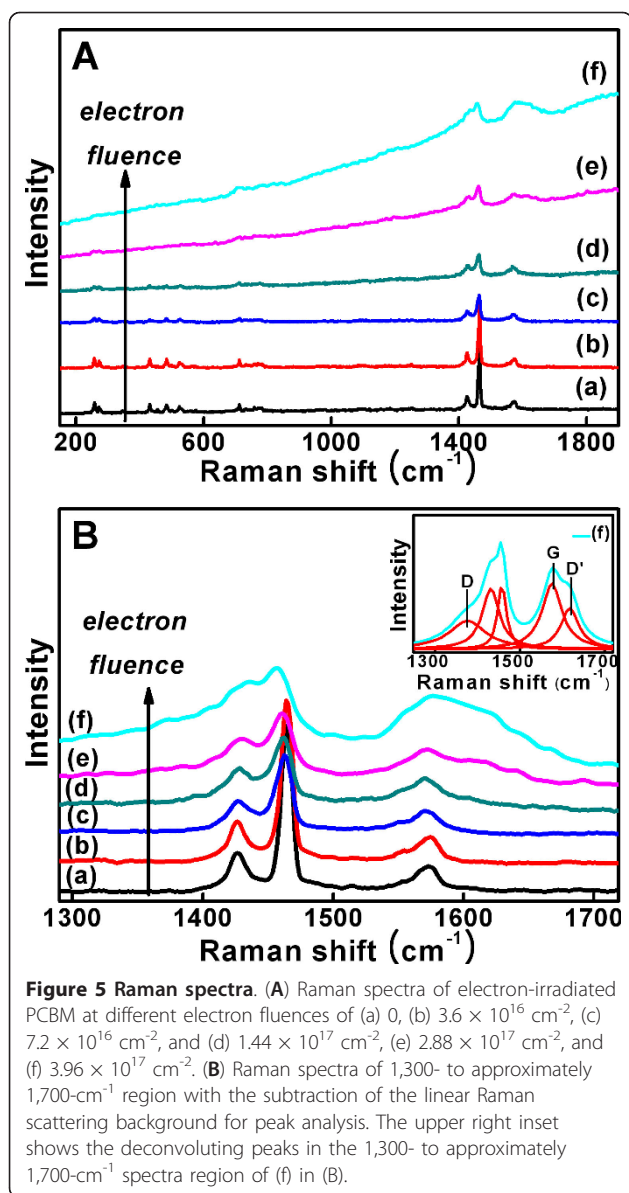 A
electron
fluence
(f)
(e)
(d)
(c)
(b)
(a)
Intensity
200 600 1000 1400 1800
Raman shift (cm-1)
B
electron
fluence
(f)
(e)
(d)
(c)
(b)
(a)
Intensity
1300 1400 1500 1600 1700
Raman shift (cm-1)
(f)
D
G
D'
Intensity
1300 1500 1700
Raman shift (cm-1)
Figure 5 Raman spectra. (A) Raman spectra of electron-irradiated
PCBM at different electron fluences of (a) 0, (b) 3.6 × 10^16 cm^-2, (c)
7.2 × 10^16 cm^-2, and (d) 1.44 × 10^17 cm^-2, (e) 2.88 × 10^17 cm^-2, and
(f) 3.96 × 10^17 cm^-2. (B) Raman spectra of 1,300- to approximately
1,700-cm^-1 region with the subtraction of the linear Raman
scattering background for peak analysis. The upper right inset
shows the deconvoluting peaks in the 1,300- to approximately
1,700-cm^-1 spectra region of (f) in (B).